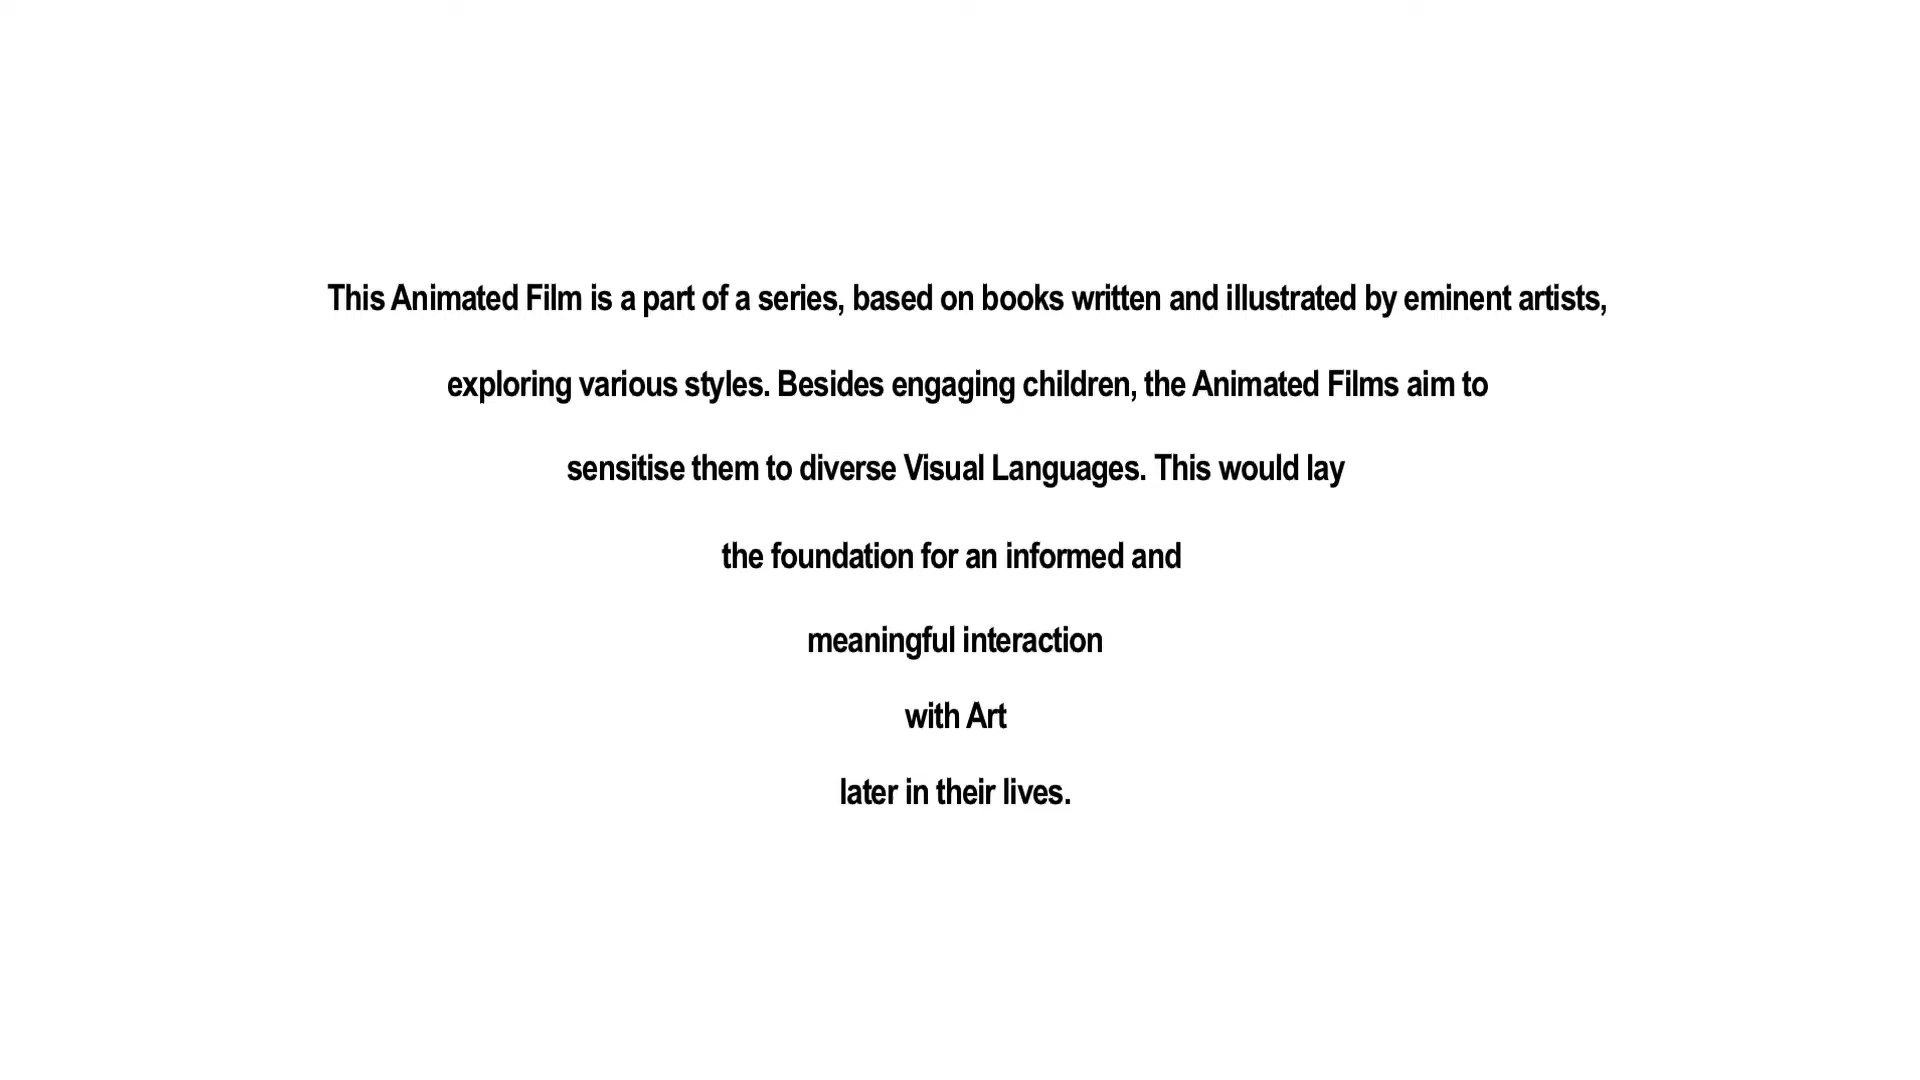 This Animated Film is a part of a series, based on books written and illustrated by eminent artists,
exploring various styles. Besides engaging children, the Animated Films aim to
sensitise them to diverse Visual Languages. This would lay
the foundation for an informed and
meaningful interaction
with Art
later in their lives.